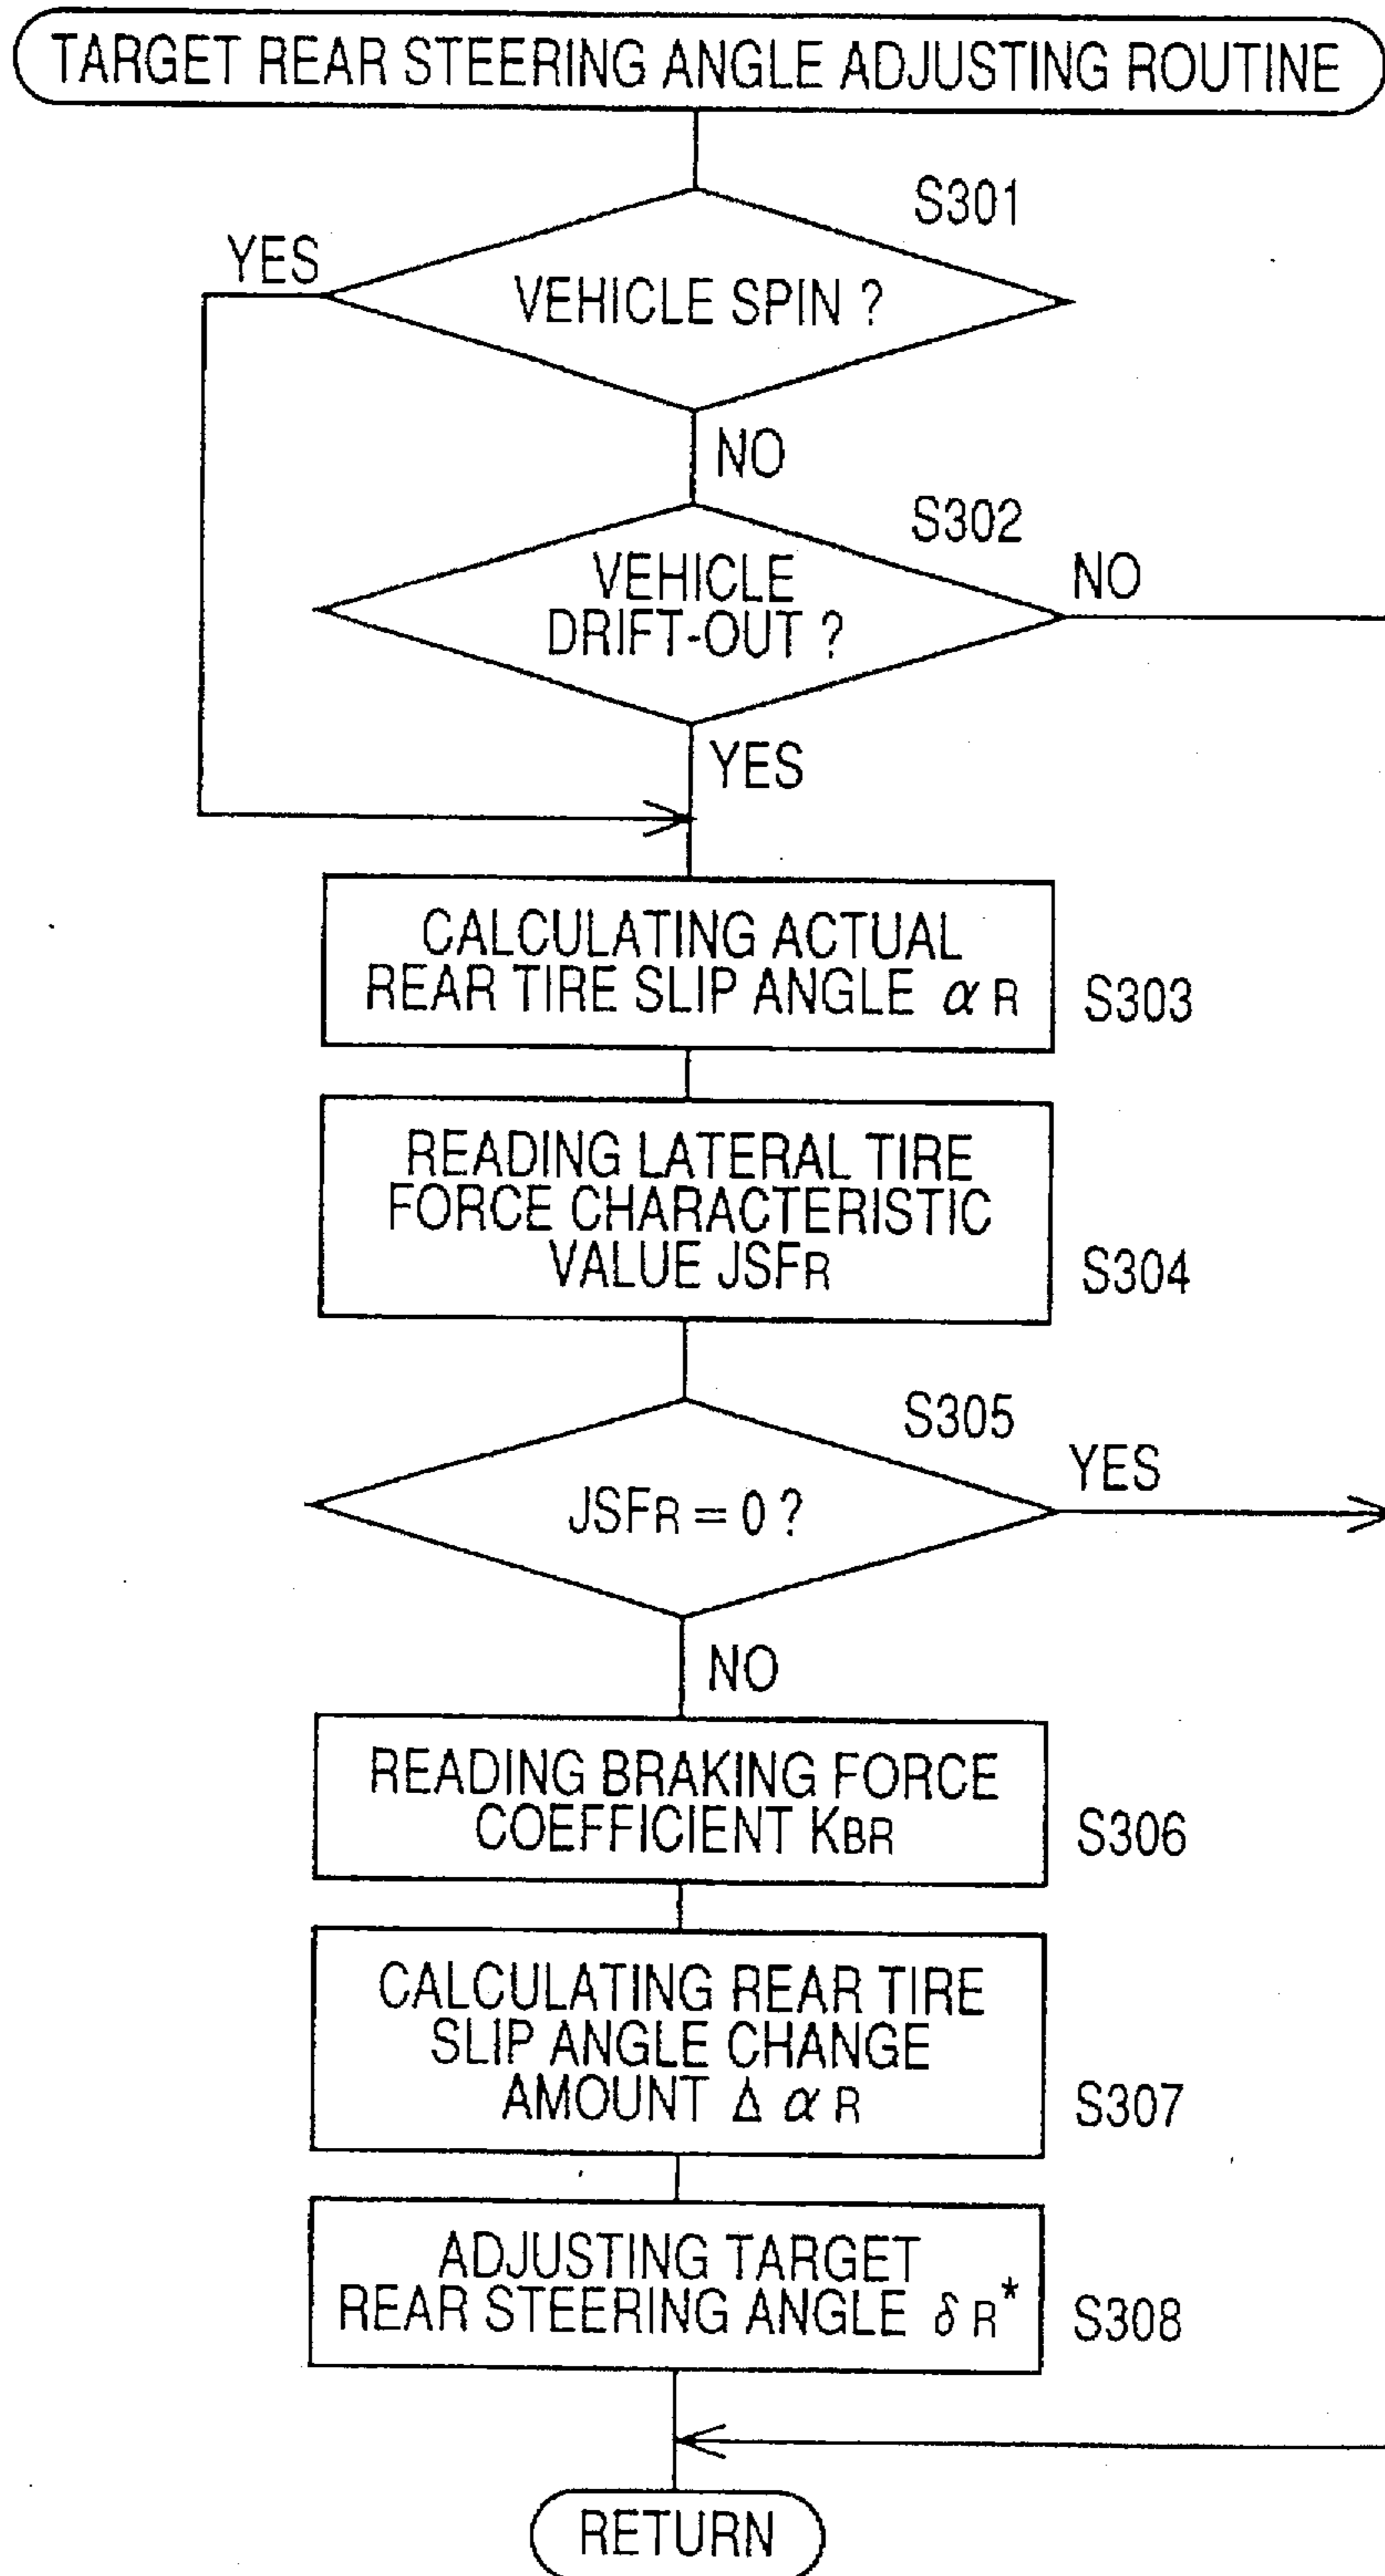 TARGET REAR STEERING ANGLE ADJUSTING ROUTINE
S301
YES
VEHICLE SPIN ?
NO
S302
VEHICLE
DRIFT-OUT ?
NO
YES
CALCULATING ACTUAL
REAR TIRE SLIP ANGLE α R
S303
READING LATERAL TIRE
FORCE CHARACTERISTIC
VALUE JSFR
S304
S305
YES
JSFR = 0 ?
NO
READING BRAKING FORCE
COEFFICIENT KBR
S306
CALCULATING REAR TIRE
SLIP ANGLE CHANGE
AMOUNT Δ α R
S307
ADJUSTING TARGET
REAR STEERING ANGLE δ R*
S308
RETURN